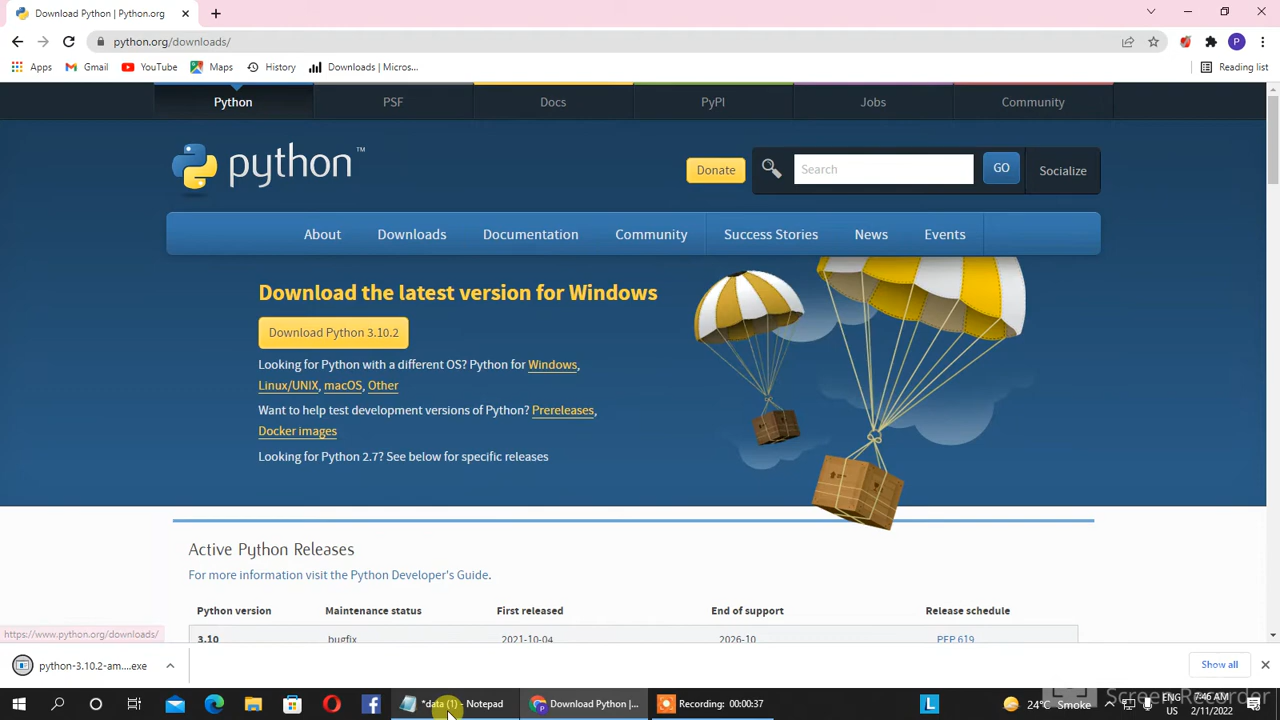 Download Python | Python.org
python.org/downloads/
Apps Gmail YouTube Maps History Downloads | Micros... Reading list
Python PSF Docs PyPI Jobs Community
python™ Donate Search GO Socialize
About Downloads Documentation Community Success Stories News Events
Download the latest version for Windows
Download Python 3.10.2
Looking for Python with a different OS? Python for Windows,
Linux/UNIX, macOS, Other
Want to help test development versions of Python? Prereleases,
Docker images
Looking for Python 2.7? See below for specific releases
Active Python Releases
For more information visit the Python Developer's Guide.
Python version Maintenance status First released End of support Release schedule
3.10 bugfix 2021-10-04 2026-10 PEP 619
https://www.python.org/downloads/
python-3.10.2-am....exe Show all
*data (1) - Notepad Download Python |... Recording: 00:00:37 L 24°C Smoke ENG US 7:46 AM 2/11/2022
Screen Recorder